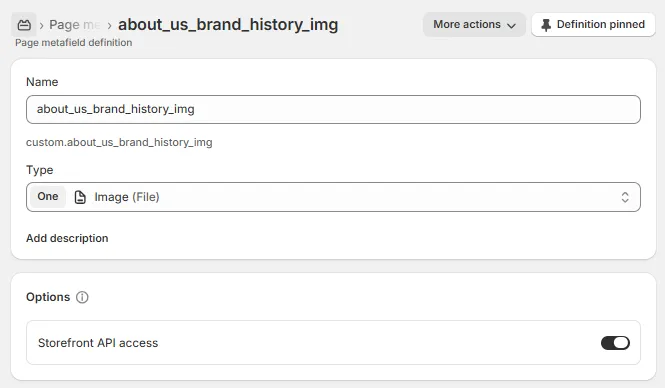 Page me › about_us_brand_history_img
More actions
Definition pinned
Page metafield definition
Name
about_us_brand_history_img
custom.about_us_brand_history_img
Type
One Image (File)
Add description
Options
Storefront API access